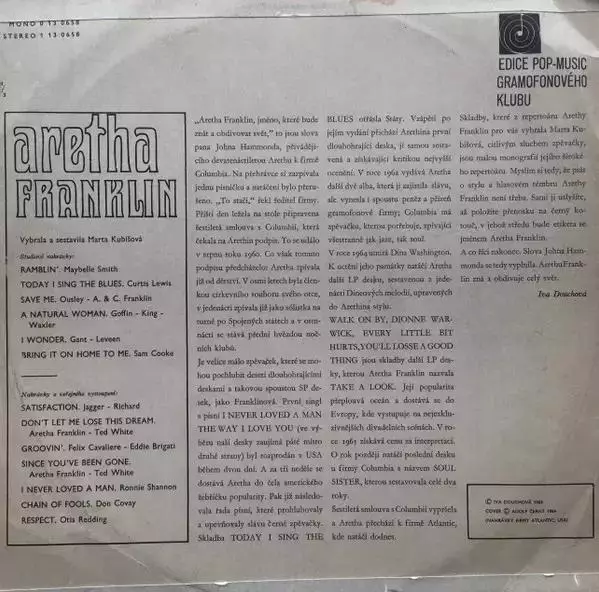 MONO 0 13 0658
STEREO 1 13 0658
EDICE POP-MUSIC
GRAMOFONOVÉHO
KLUBU
aretha
FRANKLIN
Vybrala a sestavila Marta Kubišová
Studiové nahrávky:
RAMBLIN'. Maybelle Smith
TODAY I SING THE BLUES. Curtis Lewis
SAVE ME. Ousley - A. & C. Franklin
A NATURAL WOMAN. Goffin - King -
Waxler
I WONDER. Gant - Leveen
BRING IT ON HOME TO ME. Sam Cooke
Nahrávky z veřejného vystoupení:
SATISFACTION. Jagger - Richard
DON'T LET ME LOSE THIS DREAM.
Aretha Franklin - Ted White
GROOVIN'. Felix Cavaliere - Eddie Brigati
SINCE YOU'VE BEEN GONE.
Aretha Franklin - Ted White
I NEVER LOVED A MAN. Ronnie Shannon
CHAIN OF FOOLS. Don Covay
RESPECT. Otis Redding
„Aretha Franklin, jméno, které bude
znát a obdivovat svět,“ to jsou slova
pana Johna Hammonda, přivádějí-
cího devatenáctiletou Arethu k firmě
Columbia. Na přehrávce si zazpívala
jednu písničku a natáčení bylo přeru-
šeno. „To stačí,“ řekl ředitel firmy.
Příští den ležela na stole připravena
šestiletá smlouva s Columbií, která
čekala na Arethin podpis. To se událo
v srpnu roku 1960. Co však tomuto
podpisu předcházelo: Aretha zpívala
již od dětství. V osmi letech byla čle-
nkou církevního souboru svého otce,
v jedenácti zpívala již jako sólistka na
turné po Spojených státech a v osm-
nácti se stává přední hvězdou noč-
ních klubů.
Je velice málo zpěvaček, které se mo-
hou pochlubit deseti dlouhohrajícími
deskami a takovou spoustou SP de-
sek, jako Franklinová. První singl
s písní I NEVER LOVED A MAN
THE WAY I LOVE YOU (ve vý-
běru naší desky zaujímá páté místo
druhé strany) byl rozprodán v USA
během dvou dní. A za tři neděle se
dostává Aretha do čela amerického
žebříčku popularity. Pak již následo-
vala řada písní, které prohlubovaly
a upevňovaly slávu černé zpěvačky.
Skladba TODAY I SING THE
BLUES otřásla Státy. Vzápětí po
jejím vydání přichází Arethina první
dlouhohrající deska, jí samou sesta-
vená a získávající kritikou nejvyšší
ocenění. V roce 1962 vydává Aretha
další dvě alba, která jí zajistila slávu,
ale vynesla i spoustu peněz a přízeň
gramofonové firmy; Columbia má
zpěvačku, kterou potřebuje, zpívající
všestranně jak jazz, tak soul.
V roce 1964 umírá Dina Washington.
K uctění jeho památky natáčí Aretha
další LP desku, sestavenou z jede-
nácti Dineových melodií, upravených
do Arethina stylu.
WALK ON BY, DIONNE WAR-
WICK, EVERY LITTLE BIT
HURTS, YOU'LL LOSSE A GOOD
THING jsou skladby další LP des-
ky, kterou Aretha Franklin nazvala
TAKE A LOOK. Její popularita
přeplouvá oceán a dostává se do
Evropy, kde vystupuje na nejexklu-
zivnějších divadelních scénách. V ro-
ce 1965 získává cenu za interpretaci.
O rok později natáčí poslední desku
u firmy Columbia s názvem SOUL
SISTER, kterou sestavovala celé dva
roky.
Šestiletá smlouva s Columbií vypršela
a Aretha přechází k firmě Atlantic,
kde natáčí dodnes.
Skladby, které z repertoáru Arethy
Franklin pro vás vybrala Marta Ku-
bišová, citlivým sluchem zpěvačky,
jsou malou monografií jejího široké-
ho repertoáru. Myslím si tedy, že psát
o stylu a hlasovém témbru Arethy
Franklin není třeba. Sami ji uslyšíte,
až položíte přenosku na černý ko-
touč, v jehož středu bude etiketa se
jménem Aretha Franklin.
A co říci nakonec. Slova Johna Ham-
monda se tedy vyplnila. Aretha Frank-
lin zná a obdivuje celý svět.
Iva Douchová
© IVA DOUCHOVÁ 1969
COVER © ADOLF ČERNÝ 1969
(NAHRÁVKY FIRMY ATLANTIC, USA)